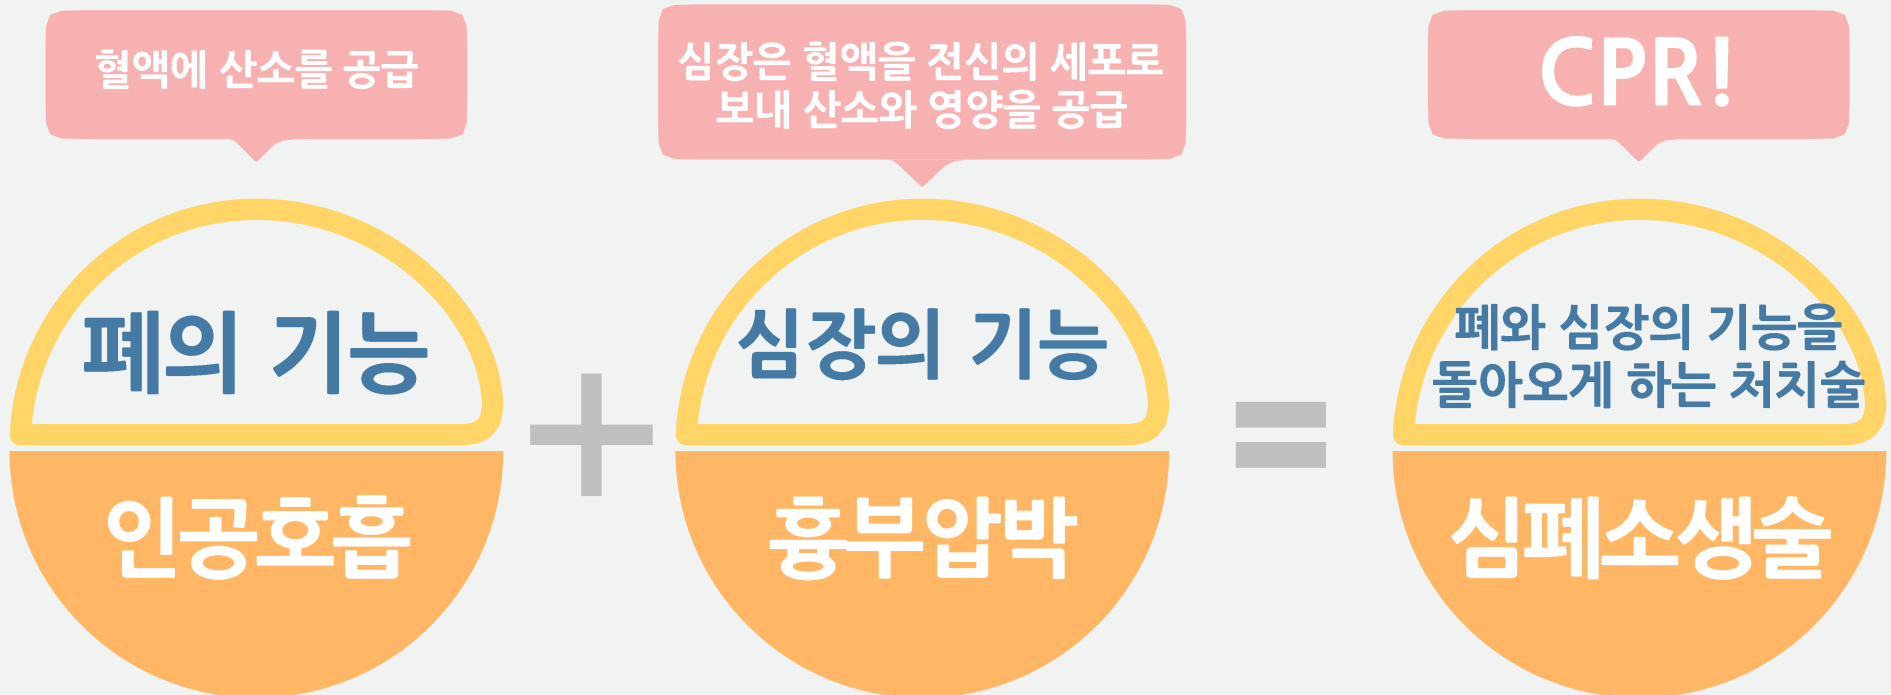 혈액에 산소를 공급
폐의 기능
인공호흡
+
심장은 혈액을 전신의 세포로
보내 산소와 영양을 공급
심장의 기능
흉부압박
=
CPR!
폐와 심장의 기능을
돌아오게 하는 처치술
심폐소생술